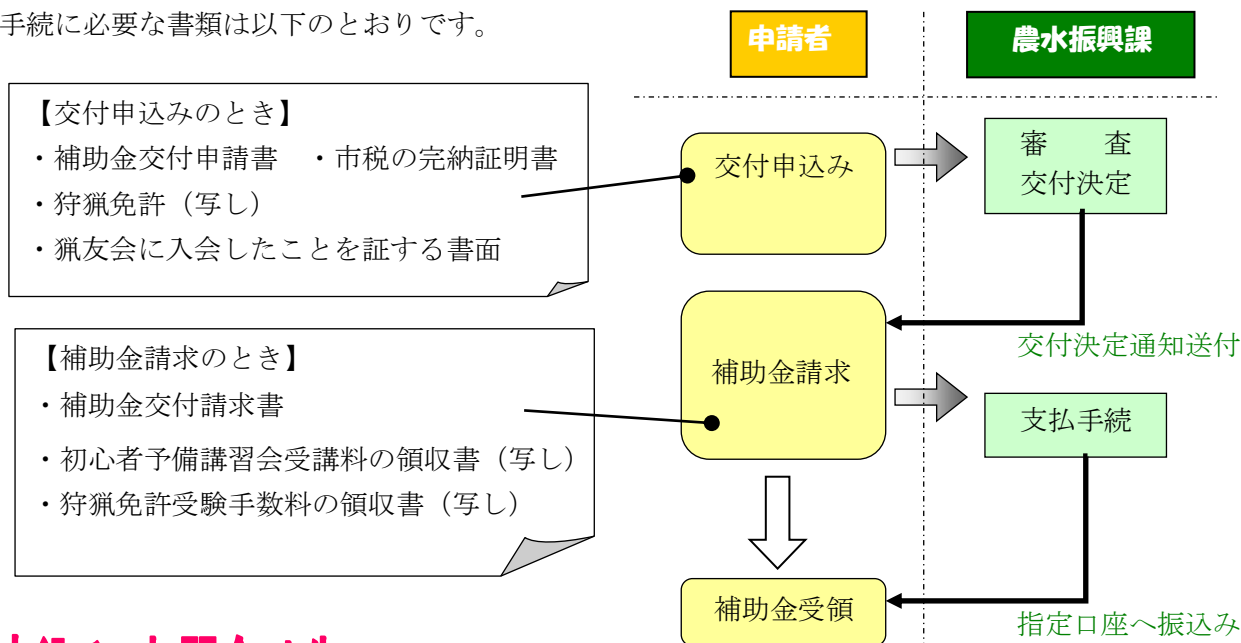 手続に必要な書類は以下のとおりです。
申請者
農水振興課
【交付申込みのとき】
・補助金交付申請書　・市税の完納証明書
・狩猟免許（写し）
・猟友会に入会したことを証する書面
交付申込み
審　　査
交付決定
交付決定通知送付
【補助金請求のとき】
・補助金交付請求書
・初心者予備講習会受講料の領収書（写し）
・狩猟免許受験手数料の領収書（写し）
補助金請求
支払手続
補助金受領
指定口座へ振込み